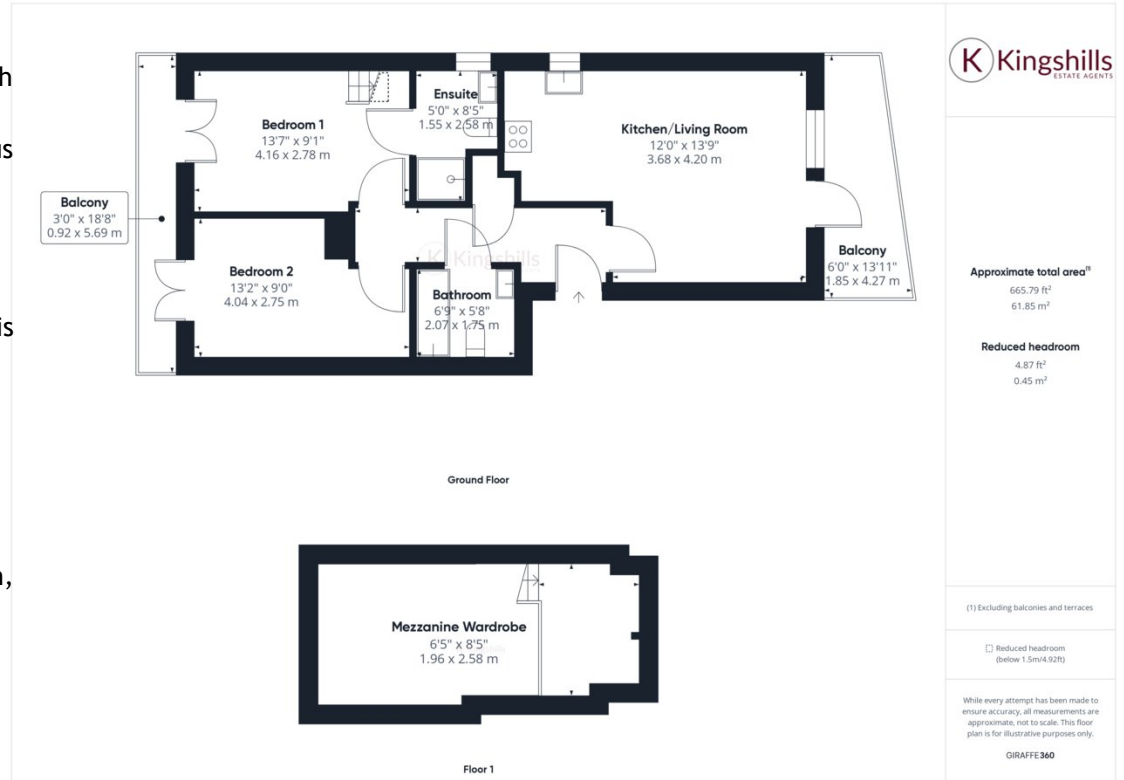 h
us
is
n,
Balcony
3'0" x 18'8"
0.92 x 5.69 m
Bedroom 1
13'7" x 9'1"
4.16 x 2.78 m
Ensuite
5'0" x 8'5"
1.55 x 2.58 m
Kitchen/Living Room
12'0" x 13'9"
3.68 x 4.20 m
Bedroom 2
13'2" x 9'0"
4.04 x 2.75 m
K Kingshills
Bathroom
6'9" x 5'8"
2.07 x 1.75 m
Balcony
6'0" x 13'11"
1.85 x 4.27 m
Ground Floor
Mezzanine Wardrobe
6'5" x 8'5"
1.96 x 2.58 m
Floor 1
K Kingshills
ESTATE AGENTS
Approximate total area(1)
665.79 ft²
61.85 m²
Reduced headroom
4.87 ft²
0.45 m²
(1) Excluding balconies and terraces
Reduced headroom
(below 1.5m/4.92ft)
While every attempt has been made to
ensure accuracy, all measurements are
approximate, not to scale. This floor
plan is for illustrative purposes only.
GIRAFFE360